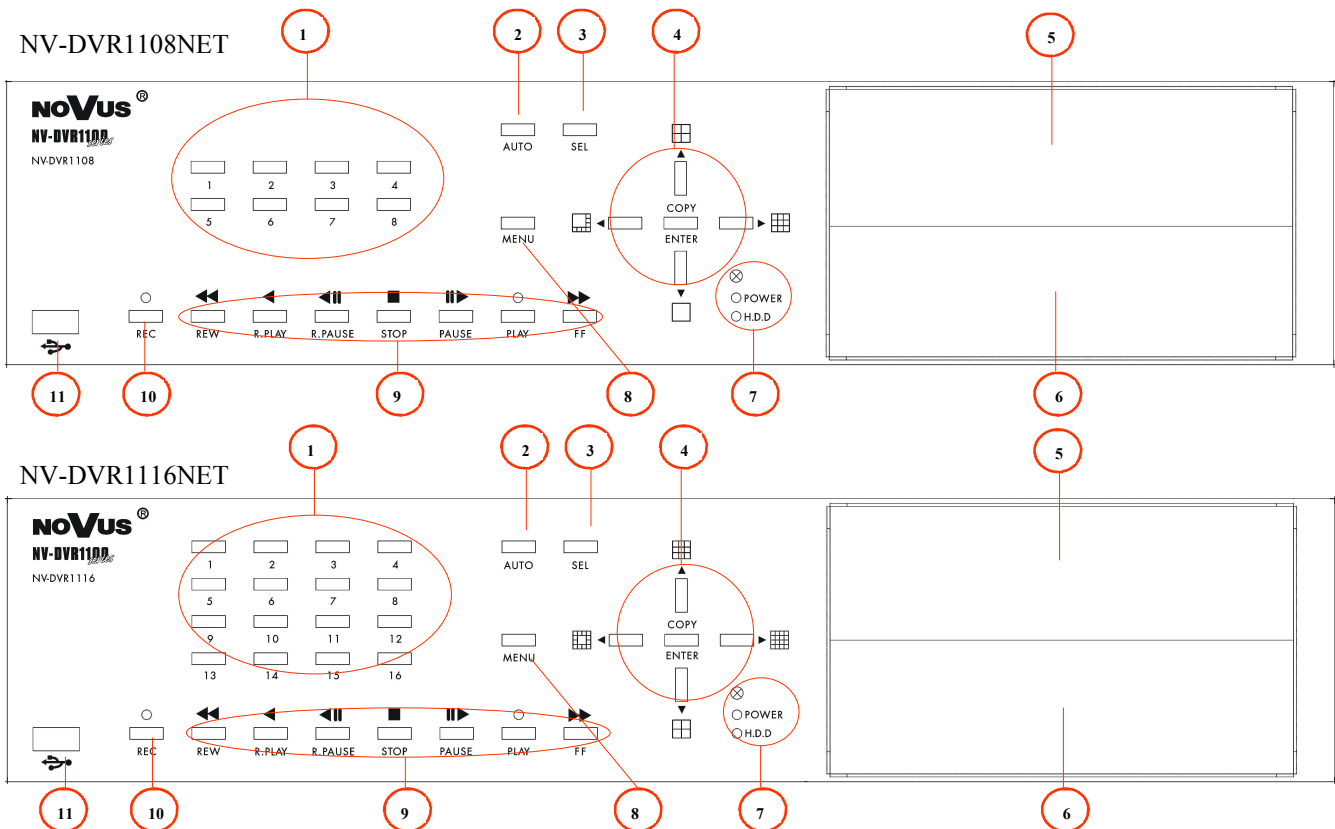 1 2 3 4 5
NV-DVR1108NET
NOVUS ®
NV-DVR1100 series
NV-DVR1108
AUTO SEL
1 2 3 4
5 6 7 8
COPY
MENU ENTER
POWER
H.D.D
REC REW R.PLAY R.PAUSE STOP PAUSE PLAY FF
11 10 9 8 7 6
1 2 3 4 5
NV-DVR1116NET
NOVUS ®
NV-DVR1100 series
NV-DVR1116
AUTO SEL
1 2 3 4
5 6 7 8
9 10 11 12
13 14 15 16
COPY
MENU ENTER
POWER
H.D.D
REC REW R.PLAY R.PAUSE STOP PAUSE PLAY FF
11 10 9 8 7 6